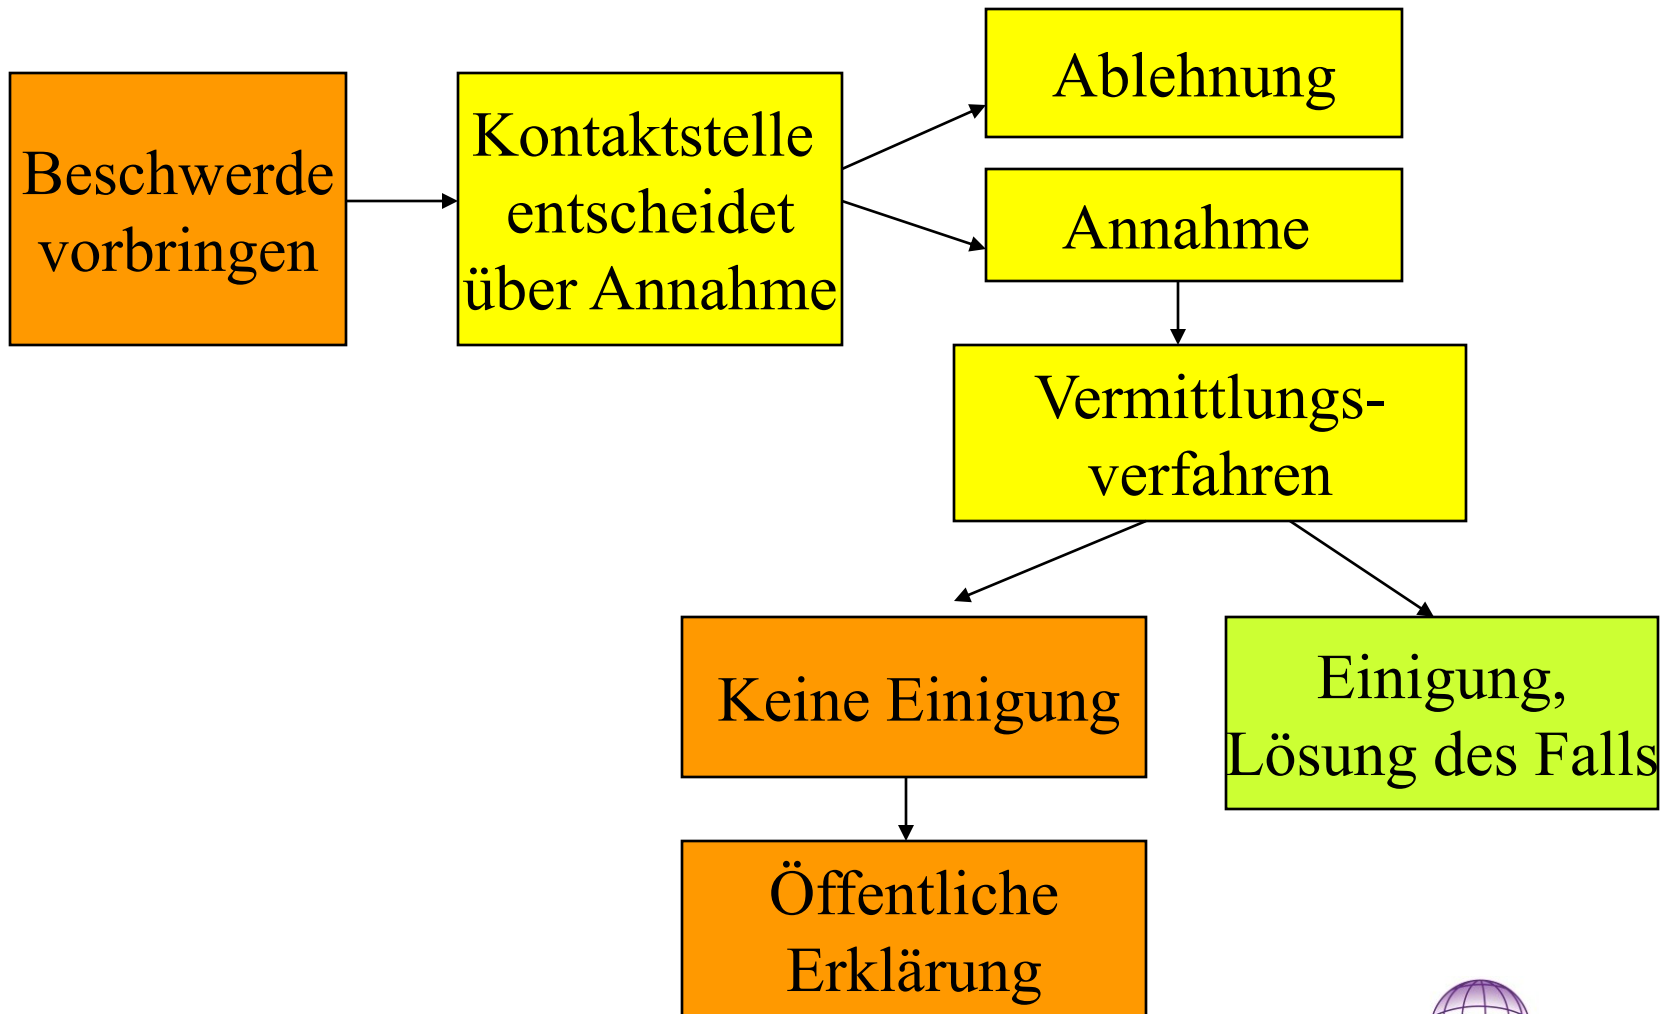 Beschwerde
vorbringen
Kontaktstelle
entscheidet
über Annahme
Ablehnung
Annahme
Vermittlungs-
verfahren
Keine Einigung
Einigung,
Lösung des Falls
Öffentliche
Erklärung